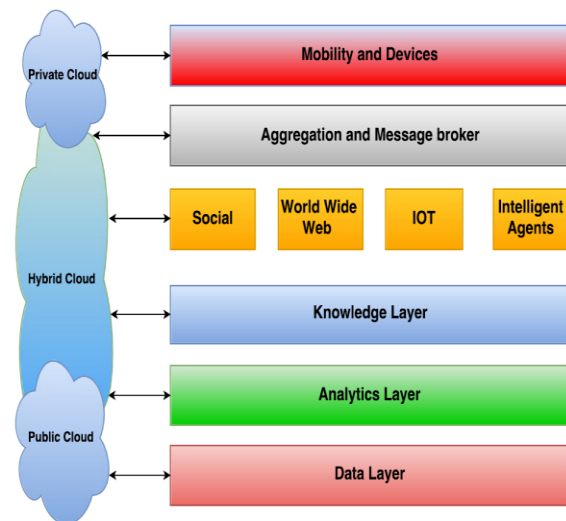 Private Cloud
Mobility and Devices
Aggregation and Message broker
Social
World Wide
Web
IOT
Intelligent
Agents
Hybrid Cloud
Knowledge Layer
Analytics Layer
Public Cloud
Data Layer